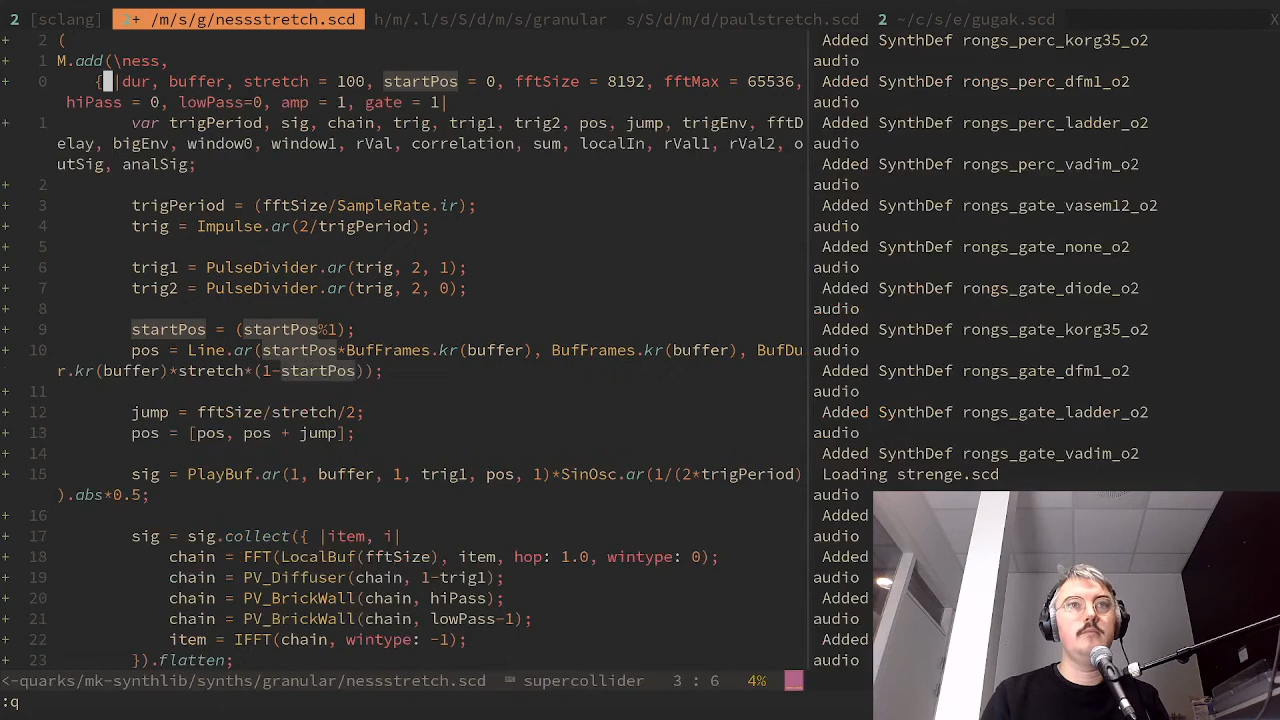 2 [sclang] 2+ /m/s/g/nessstretch.scd h/m/.l/s/S/d/m/s/granular s/S/d/m/d/paulstretch.scd 2 ~/c/s/e/gugak.scd X
+ 2 (
+ 1 M.add(\ness,
+ 0 { |dur, buffer, stretch = 100, startPos = 0, fftSize = 8192, fftMax = 65536,
hiPass = 0, lowPass=0, amp = 1, gate = 1|
+ 1 var trigPeriod, sig, chain, trig, trig1, trig2, pos, jump, trigEnv, fftD
elay, bigEnv, window0, window1, rVal, correlation, sum, localIn, rVal1, rVal2, o
utSig, analSig;
+ 2
+ 3 trigPeriod = (fftSize/SampleRate.ir);
+ 4 trig = Impulse.ar(2/trigPeriod);
+ 5
+ 6 trig1 = PulseDivider.ar(trig, 2, 1);
+ 7 trig2 = PulseDivider.ar(trig, 2, 0);
+ 8
+ 9 startPos = (startPos%1);
+ 10 pos = Line.ar(startPos*BufFrames.kr(buffer), BufFrames.kr(buffer), BufDu
r.kr(buffer)*stretch*(1-startPos));
+ 11
+ 12 jump = fftSize/stretch/2;
+ 13 pos = [pos, pos + jump];
+ 14
+ 15 sig = PlayBuf.ar(1, buffer, 1, trig1, pos, 1)*SinOsc.ar(1/(2*trigPeriod)
).abs*0.5;
+ 16
+ 17 sig = sig.collect({ |item, i|
+ 18 chain = FFT(LocalBuf(fftSize), item, hop: 1.0, wintype: 0);
+ 19 chain = PV_Diffuser(chain, 1-trig1);
+ 20 chain = PV_BrickWall(chain, hiPass);
+ 21 chain = PV_BrickWall(chain, lowPass-1);
+ 22 item = IFFT(chain, wintype: -1);
+ 23 }).flatten;
<-quarks/mk-synthlib/synths/granular/nessstretch.scd supercollider 3 : 6 4%
:q
Added SynthDef rongs_perc_korg35_o2
audio
Added SynthDef rongs_perc_dfm1_o2
audio
Added SynthDef rongs_perc_ladder_o2
audio
Added SynthDef rongs_perc_vadim_o2
audio
Added SynthDef rongs_gate_vasem12_o2
audio
Added SynthDef rongs_gate_none_o2
audio
Added SynthDef rongs_gate_diode_o2
audio
Added SynthDef rongs_gate_korg35_o2
audio
Added SynthDef rongs_gate_dfm1_o2
audio
Added SynthDef rongs_gate_ladder_o2
audio
Added SynthDef rongs_gate_vadim_o2
Loading strenge.scd
audio
Added
audio
Added
audio
Added
audio
Added
audio